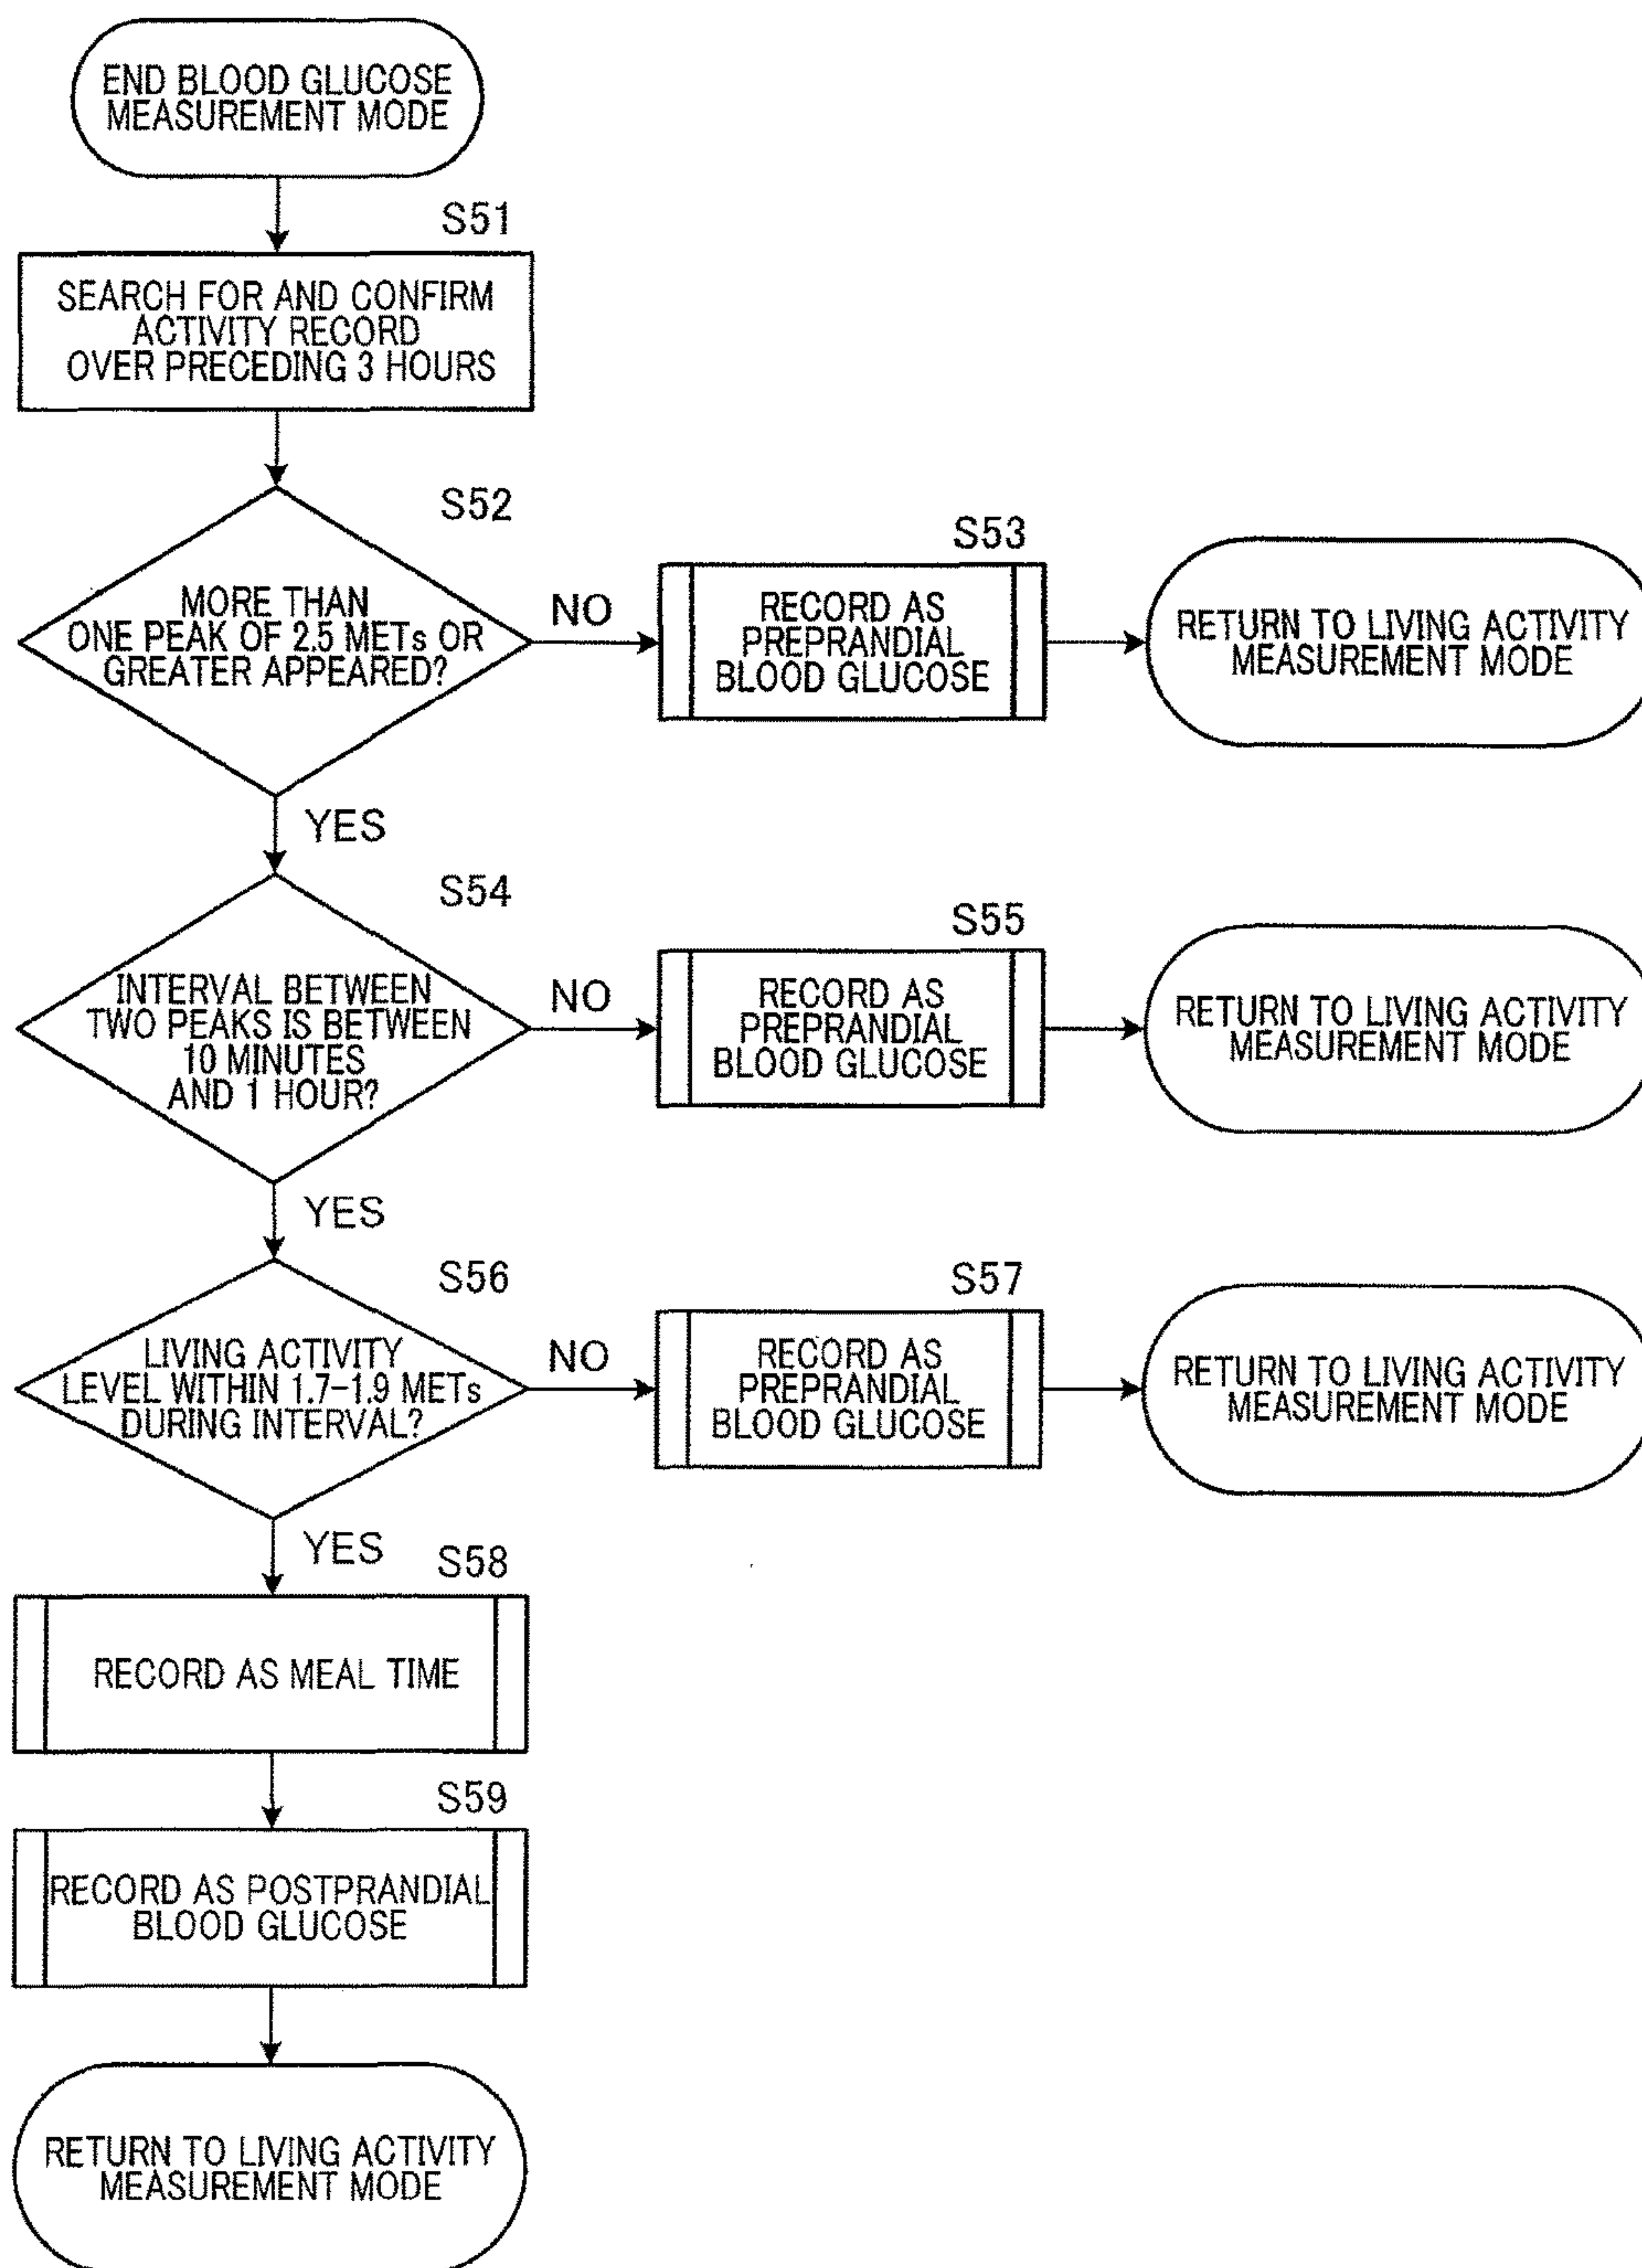 END BLOOD GLUCOSE
MEASUREMENT MODE
S51
SEARCH FOR AND CONFIRM
ACTIVITY RECORD
OVER PRECEDING 3 HOURS
S52
MORE THAN
ONE PEAK OF 2.5 METs OR
GREATER APPEARED?
NO
S53
RECORD AS
PREPRANDIAL
BLOOD GLUCOSE
RETURN TO LIVING ACTIVITY
MEASUREMENT MODE
YES
S54
INTERVAL BETWEEN
TWO PEAKS IS BETWEEN
10 MINUTES
AND 1 HOUR?
NO
S55
RECORD AS
PREPRANDIAL
BLOOD GLUCOSE
RETURN TO LIVING ACTIVITY
MEASUREMENT MODE
YES
S56
LIVING ACTIVITY
LEVEL WITHIN 1.7-1.9 METs
DURING INTERVAL?
NO
S57
RECORD AS
PREPRANDIAL
BLOOD GLUCOSE
RETURN TO LIVING ACTIVITY
MEASUREMENT MODE
YES
S58
RECORD AS MEAL TIME
S59
RECORD AS POSTPRANDIAL
BLOOD GLUCOSE
RETURN TO LIVING ACTIVITY
MEASUREMENT MODE